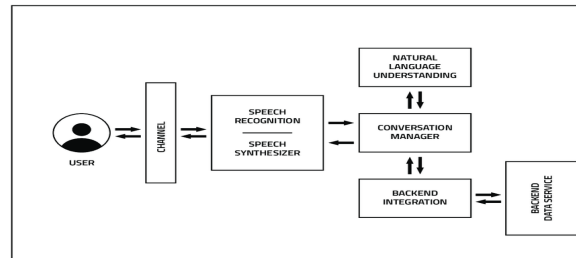 USER
CHANNEL
SPEECH
RECOGNITION
SPEECH
SYNTHESIZER
NATURAL
LANGUAGE
UNDERSTANDING
CONVERSATION
MANAGER
BACKEND
INTEGRATION
BACKEND
DATA SERVICE